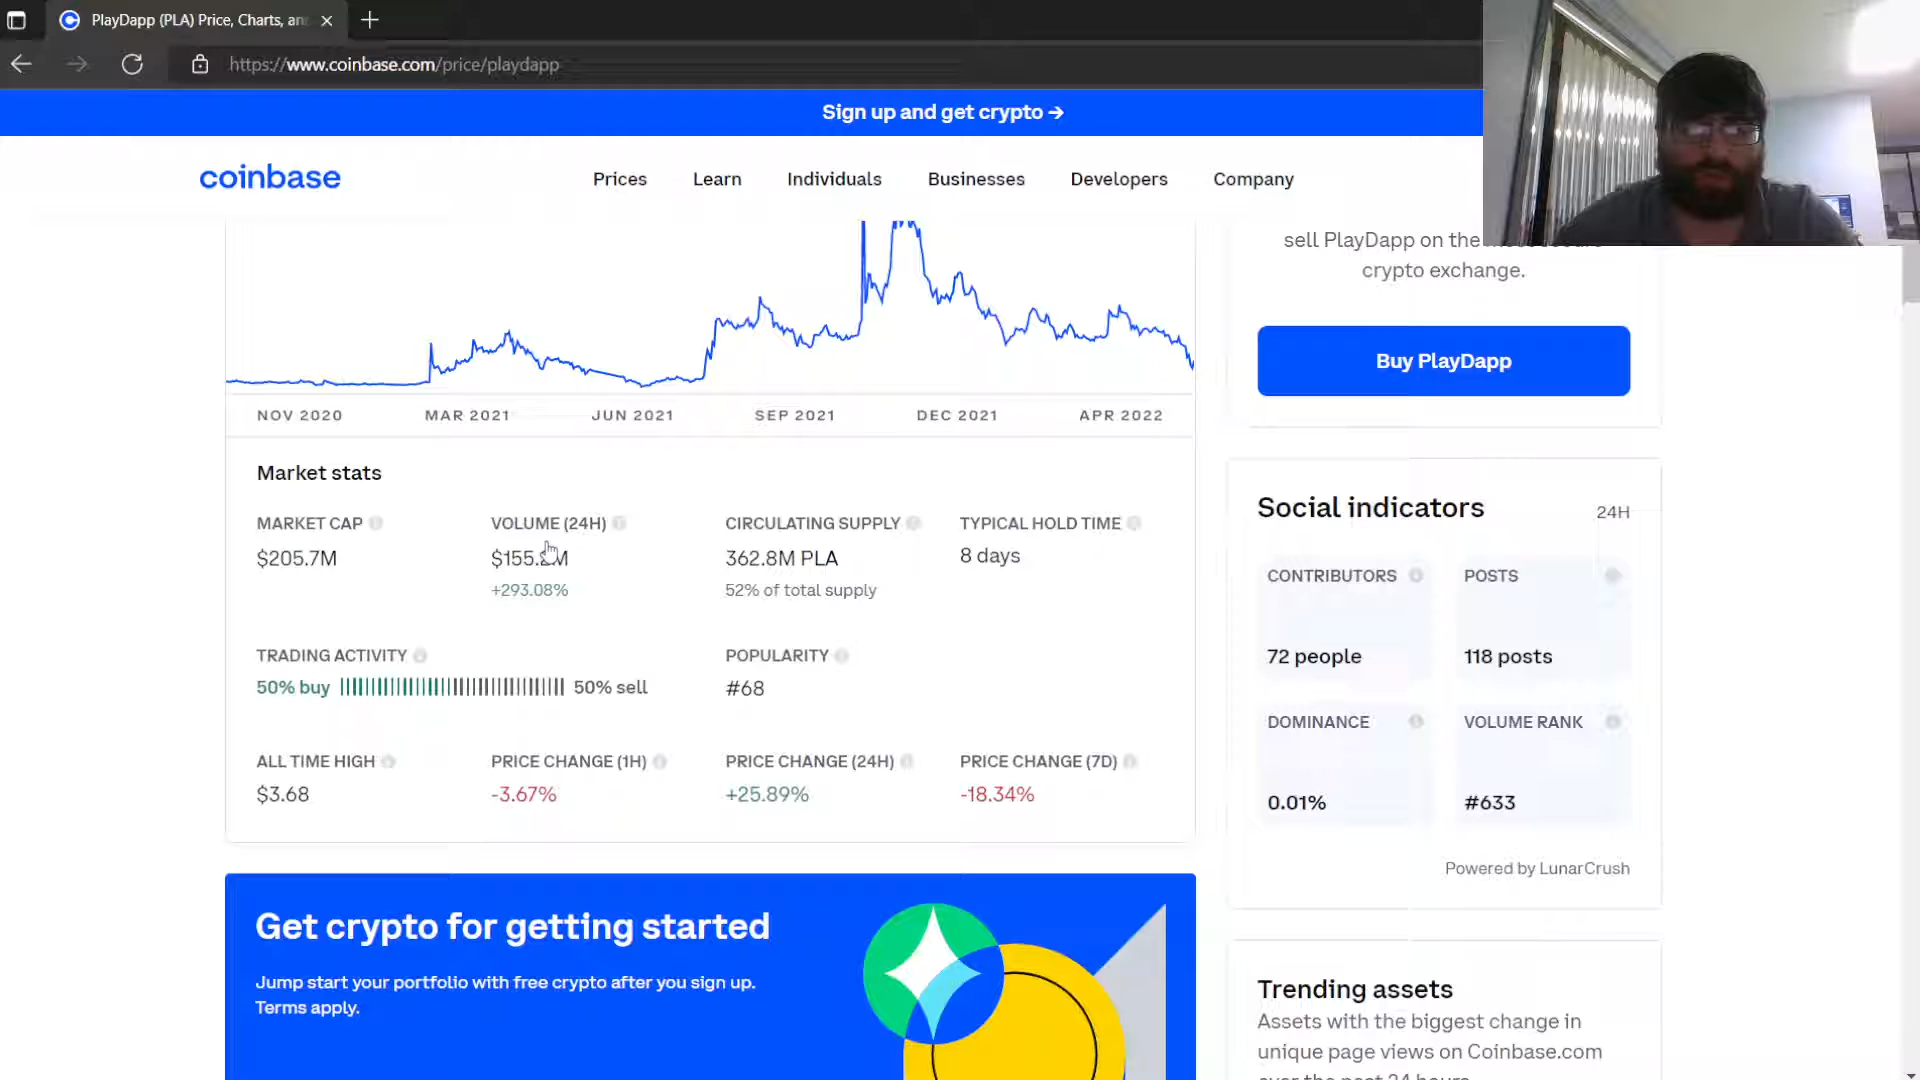 PlayDapp (PLA) Price, Charts, an
https://www.coinbase.com/price/playdapp
Sign up and get crypto →
coinbase
Prices
Learn
Individuals
Businesses
Developers
Company
sell PlayDapp on the
crypto exchange.
Buy PlayDapp
NOV 2020
MAR 2021
JUN 2021
SEP 2021
DEC 2021
APR 2022
Market stats
MARKET CAP
$205.7M
VOLUME (24H)
+293.08%
CIRCULATING SUPPLY
362.8M PLA
52% of total supply
TYPICAL HOLD TIME
8 days
TRADING ACTIVITY
50% buy
50% sell
POPULARITY
#68
ALL TIME HIGH
$3.68
PRICE CHANGE (1H)
-3.67%
PRICE CHANGE (24H)
+25.89%
PRICE CHANGE (7D)
-18.34%
Social indicators
24H
CONTRIBUTORS
72 people
POSTS
118 posts
DOMINANCE
0.01%
VOLUME RANK
#633
Powered by LunarCrush
Get crypto for getting started
Jump start your portfolio with free crypto after you sign up.
Terms apply.
Trending assets
Assets with the biggest change in
unique page views on Coinbase.com
over the past 24 hours